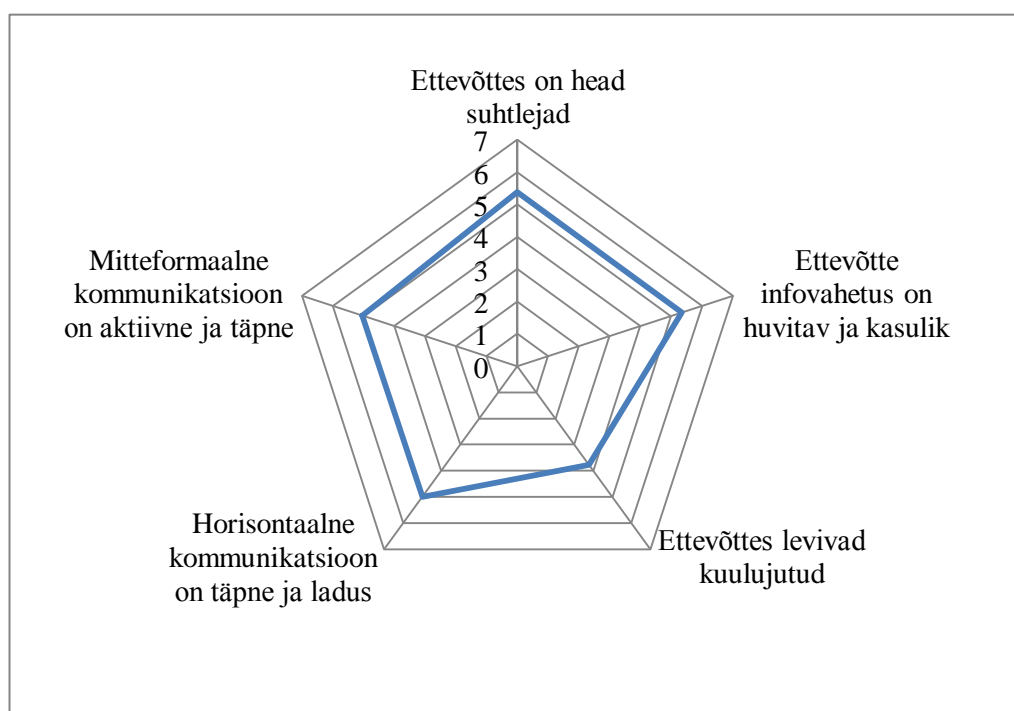 Ettevõttes on head
suhtlejad
7
6
5
4
3
2
1
0
Ettevõtte
infovahetus on
huvitav ja kasulik
Ettevõttes levivad
kuulujutud
Horisontaalne
kommunikatsioon
on täpne ja ladus
Mitteformaalne
kommunikatsioon
on aktiivne ja täpne